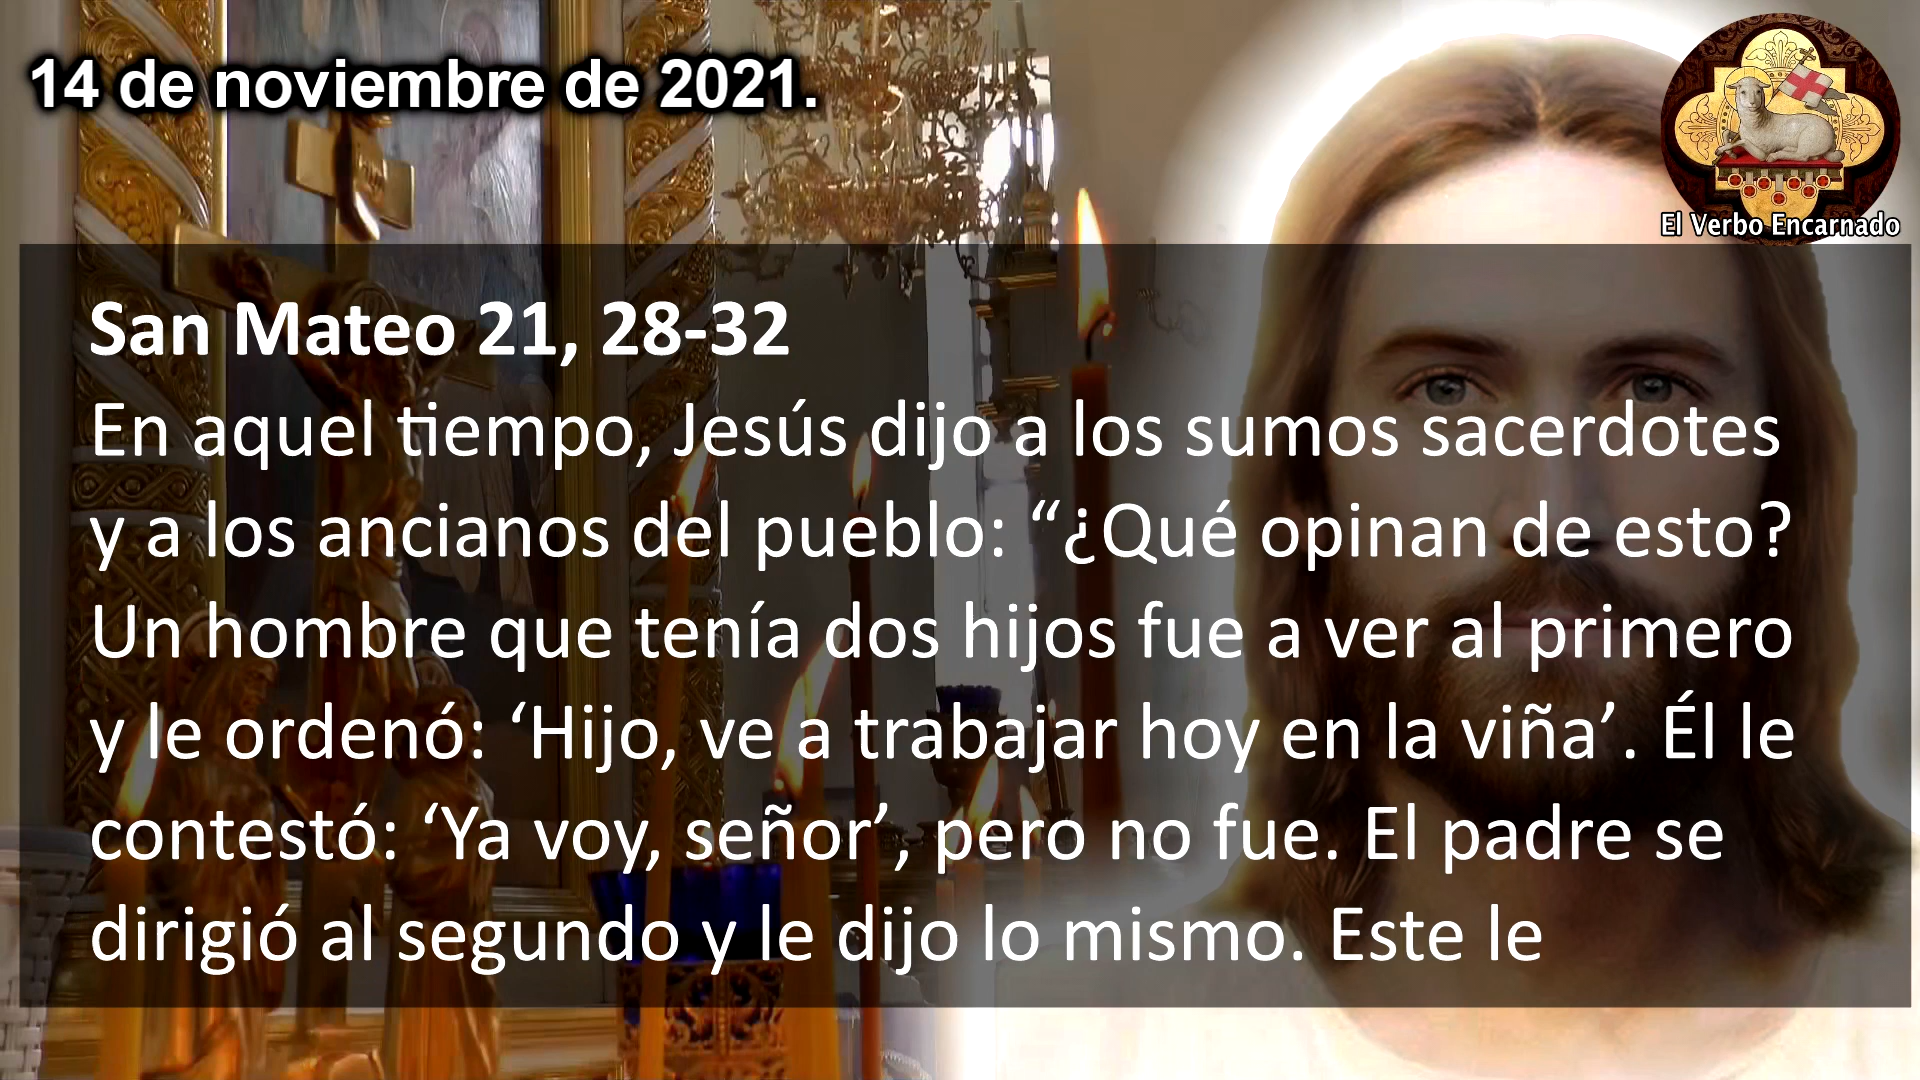 14 de noviembre de 2021.
El Verbo Encarnado
San Mateo 21, 28-32
En aquel tiempo, Jesús dijo a los sumos sacerdotes
y a los ancianos del pueblo: “¿Qué opinan de esto?
Un hombre que tenía dos hijos fue a ver al primero
y le ordenó: ‘Hijo, ve a trabajar hoy en la viña’. Él le
contestó: ‘Ya voy, señor’, pero no fue. El padre se
dirigió al segundo y le dijo lo mismo. Este le